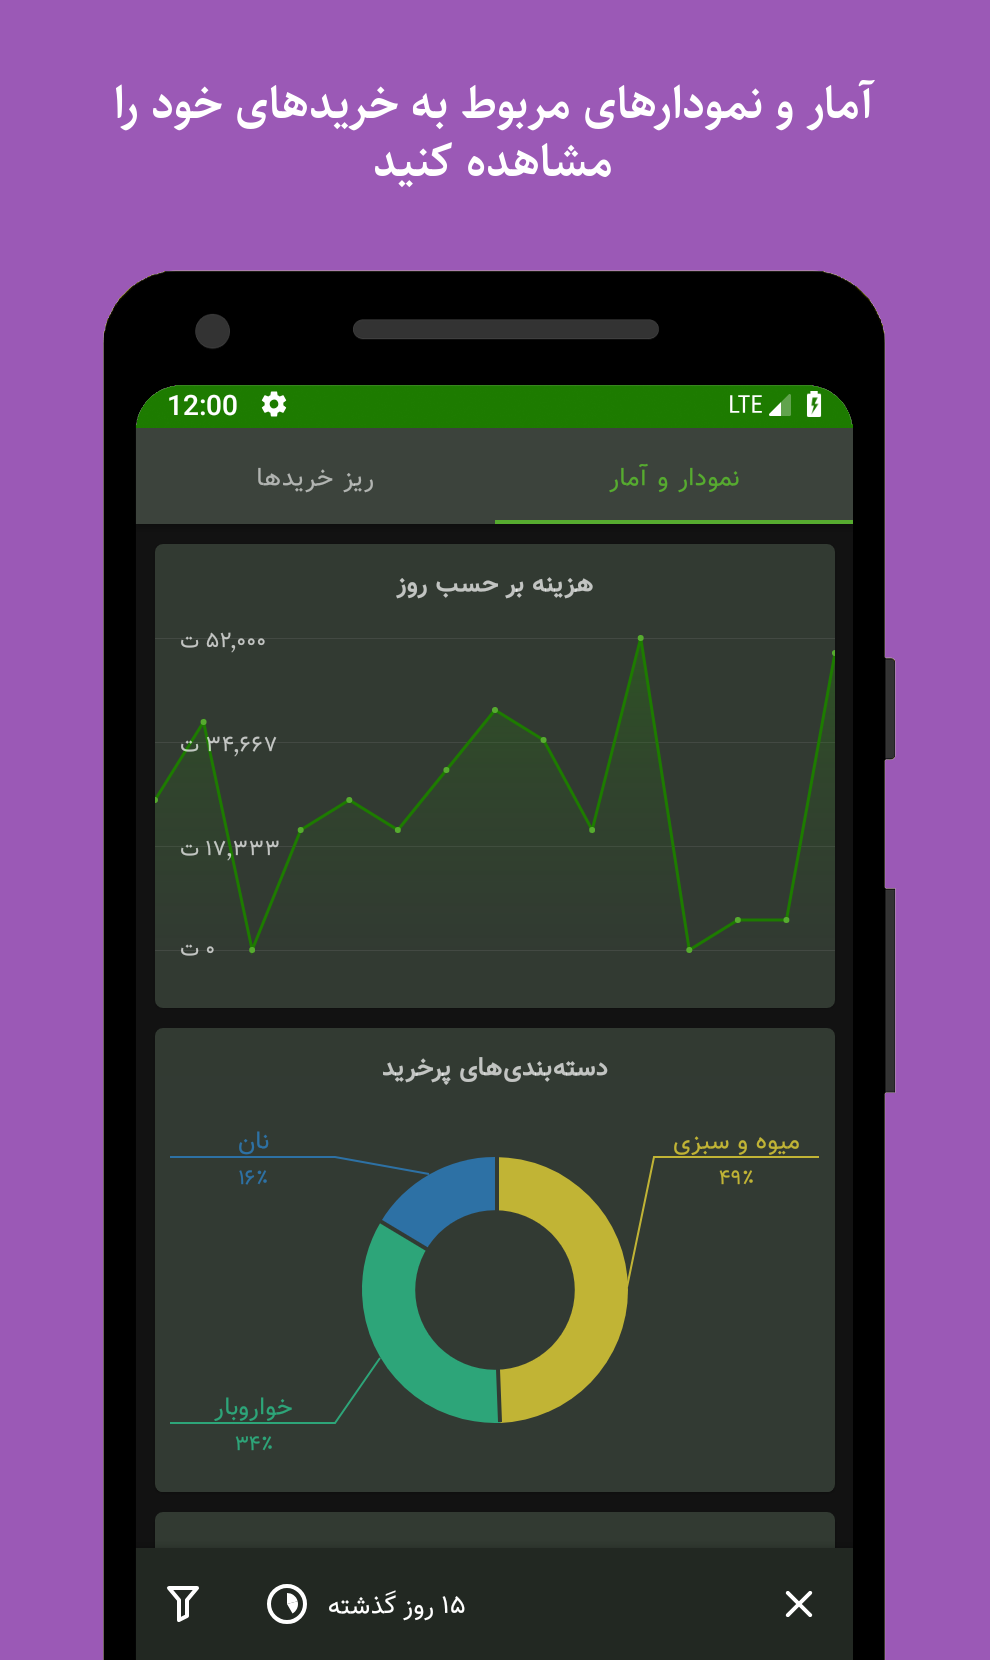 آمار و نمودارهای مربوط به خریدهای خود را
مشاهده کنید
12:00 LTE
نمودار و آمار
ریز خریدها
هزینه بر حسب روز
۵۲,۰۰۰ ت
۳۴,۶۶۷ ت
۱۷,۳۳۳ ت
۰ ت
دسته‌بندی‌های پرخرید
میوه و سبزی
۴۹٪
نان
۱۶٪
خواروبار
۳۴٪
۱۵ روز گذشته